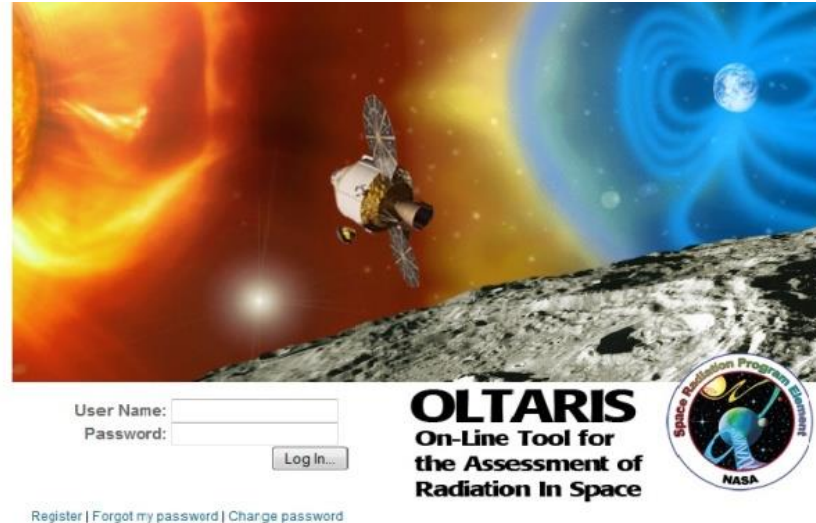 User Name:
Password:
Log In...
Register | Forgot my password | Change password
OLTARIS
On-Line Tool for
the Assessment of
Radiation In Space
Space Radiation Program Element
NASA